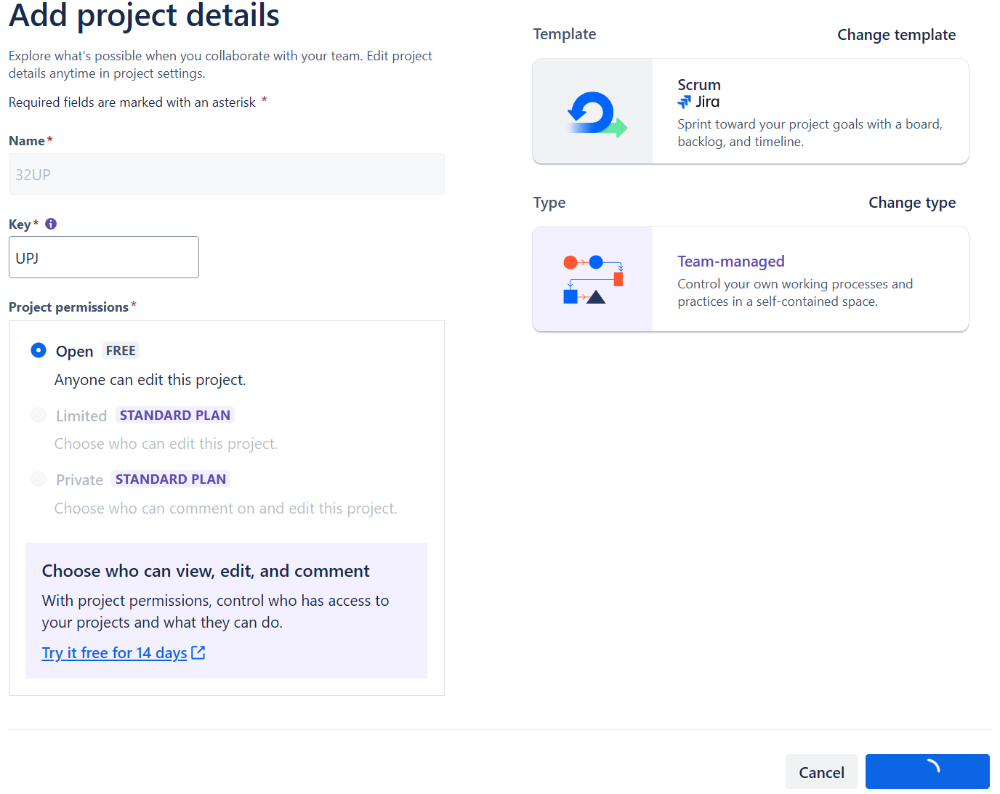 Add project details
Explore what's possible when you collaborate with your team. Edit project
details anytime in project settings.
Required fields are marked with an asterisk *
Name*
32UP
Key*
UPJ
Project permissions*
Open FREE
Anyone can edit this project.
Limited STANDARD PLAN
Choose who can edit this project.
Private STANDARD PLAN
Choose who can comment on and edit this project.
Choose who can view, edit, and comment
With project permissions, control who has access to
your projects and what they can do.
Try it free for 14 days
Template Change template
Scrum
Jira
Sprint toward your project goals with a board,
backlog, and timeline.
Type Change type
Team-managed
Control your own working processes and
practices in a self-contained space.
Cancel